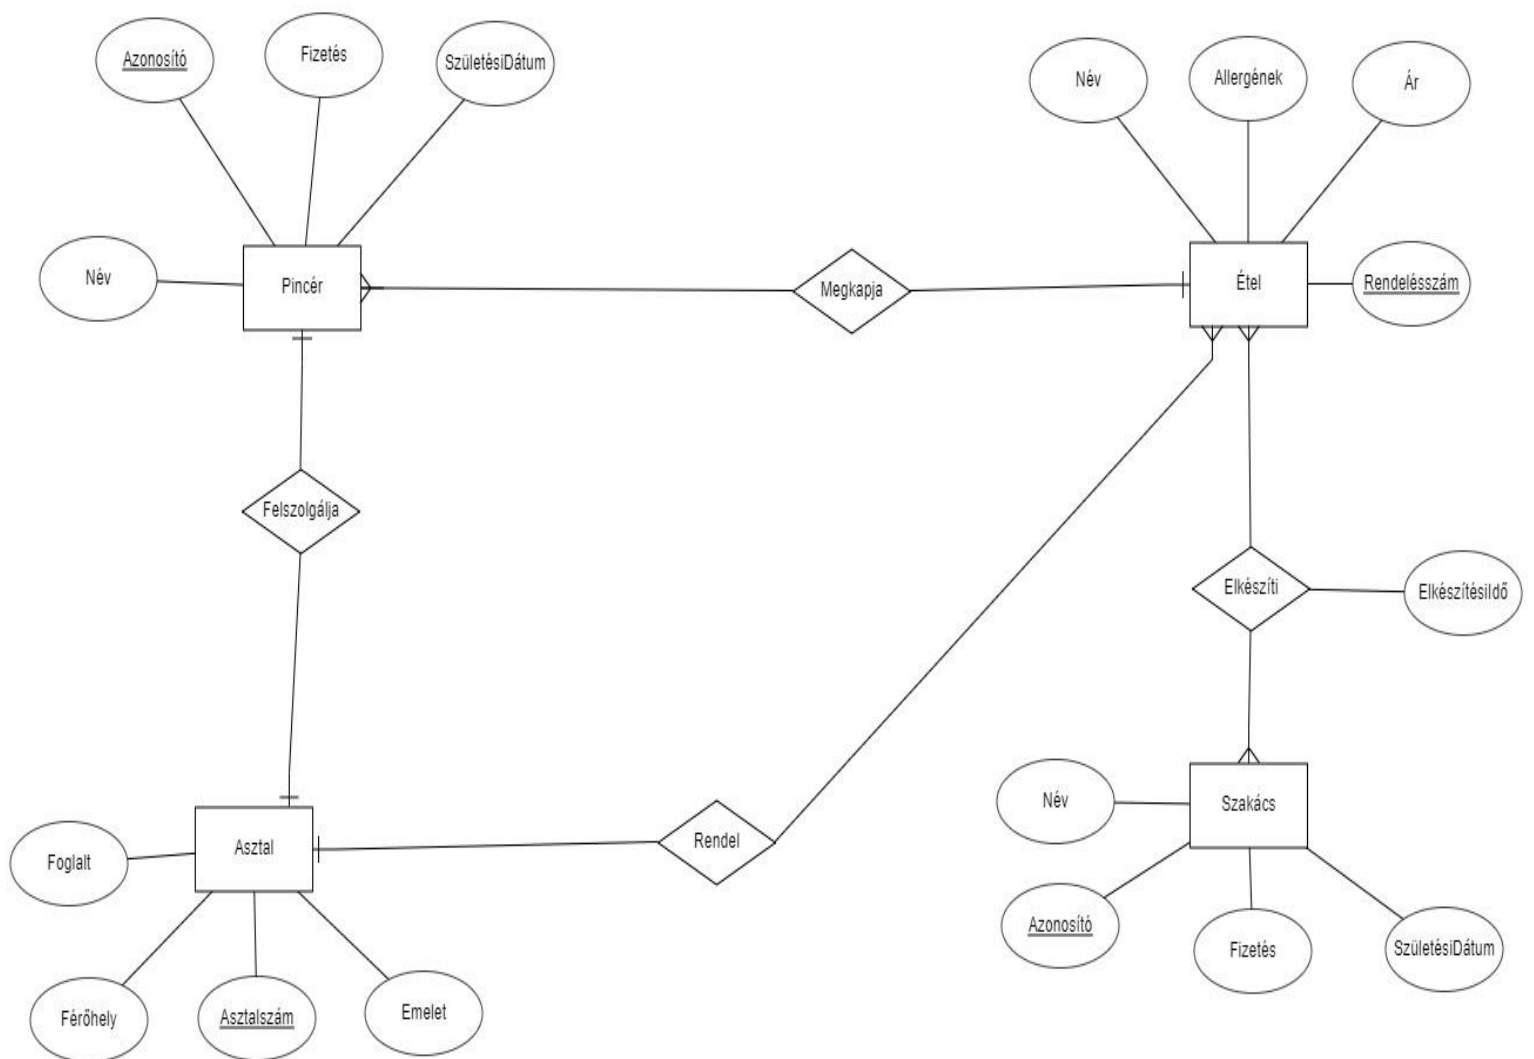 Azonosító
Fizetés
SzületésiDátum
Név
Allergének
Ár
Név
Pincér
Megkapja
Étel
Rendelésszám
Felszolgálja
Elkészíti
ElkészítésiIdő
Foglalt
Asztal
Rendel
Név
Szakács
Férőhely
Asztalszám
Emelet
Azonosító
Fizetés
SzületésiDátum